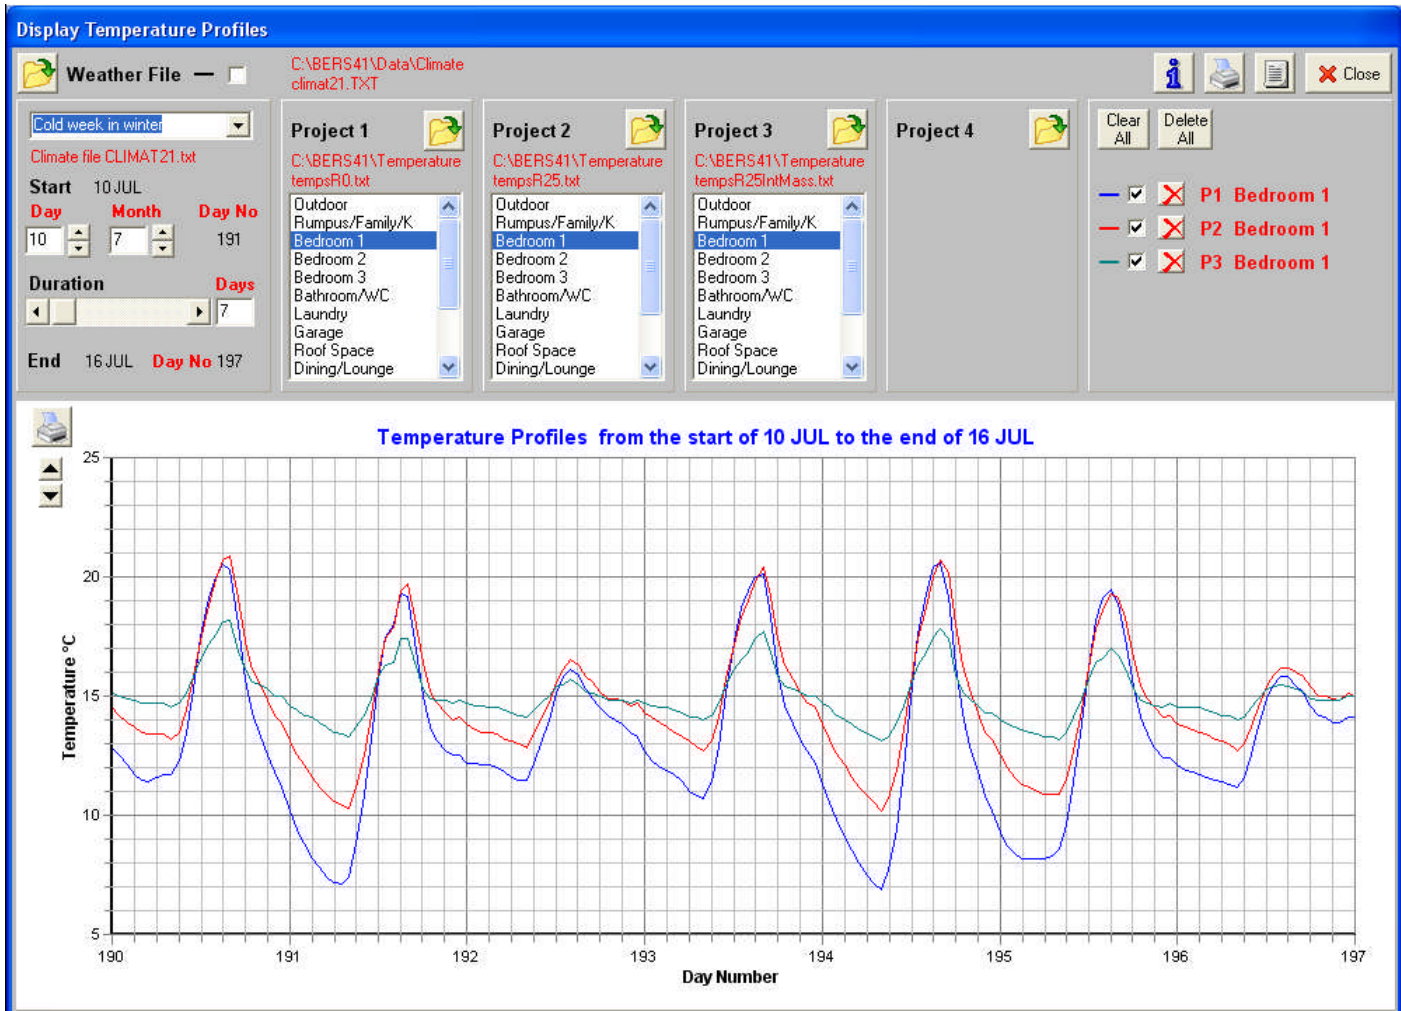 Display Temperature Profiles
Weather File
C:\BERS41\Data\Climate
climat21.TXT
Close
Cold week in winter
Climate file CLIMAT21.txt
Start 10 JUL
Day Month Day No
10 7 191
Duration Days
7
End 16 JUL Day No 197
Project 1
C:\BERS41\Temperature
tempsR0.txt
Outdoor
Rumpus/Family/K
Bedroom 1
Bedroom 2
Bedroom 3
Bathroom/WC
Laundry
Garage
Roof Space
Dining/Lounge
Project 2
C:\BERS41\Temperature
tempsR25.txt
Outdoor
Rumpus/Family/K
Bedroom 1
Bedroom 2
Bedroom 3
Bathroom/WC
Laundry
Garage
Roof Space
Dining/Lounge
Project 3
C:\BERS41\Temperature
tempsR25IntMass.txt
Outdoor
Rumpus/Family/K
Bedroom 1
Bedroom 2
Bedroom 3
Bathroom/WC
Laundry
Garage
Roof Space
Dining/Lounge
Project 4
Clear
All
Delete
All
P1 Bedroom 1
P2 Bedroom 1
P3 Bedroom 1
Temperature Profiles from the start of 10 JUL to the end of 16 JUL
Temperature °C
25
20
15
10
5
190 191 192 193 194 195 196 197
Day Number